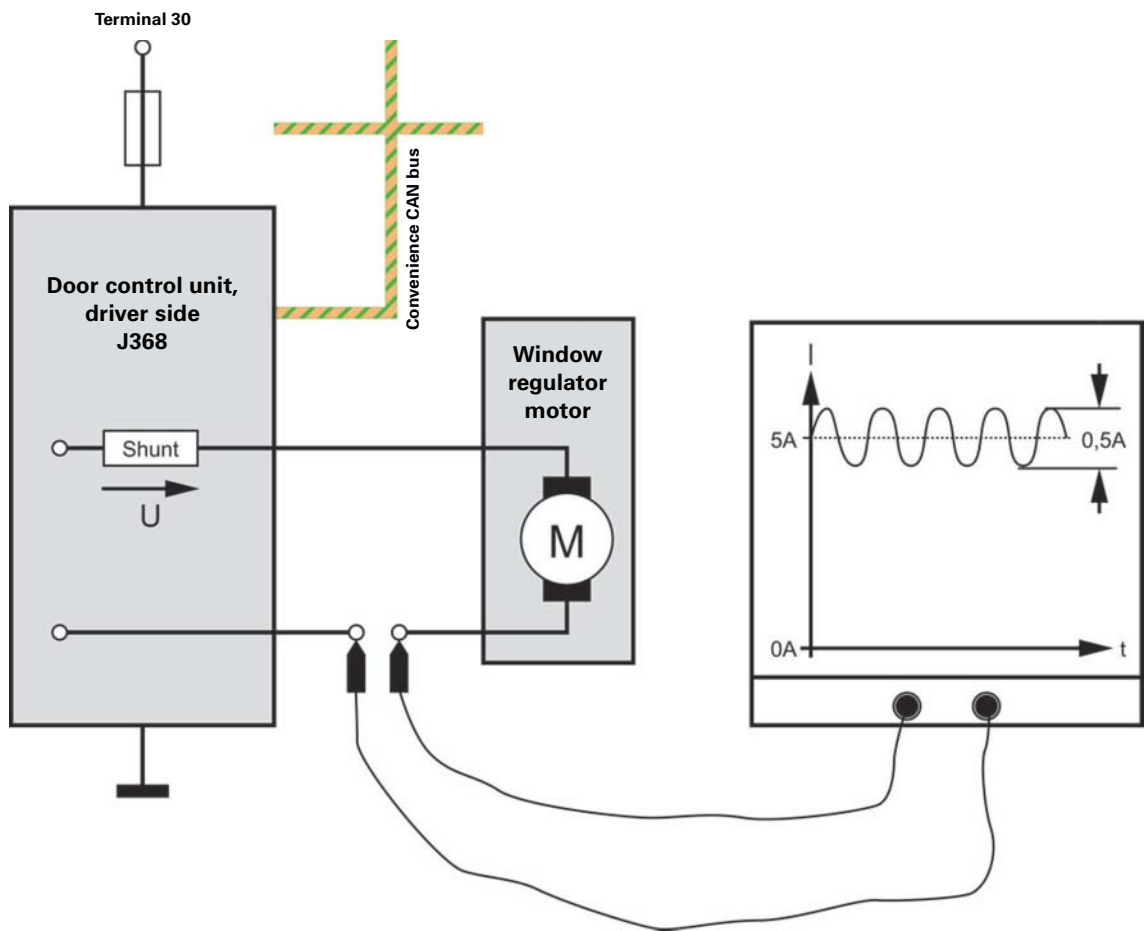 Terminal 30
Convenience CAN bus
Door control unit,
driver side
J368
Window
regulator
motor
Shunt
U
M
I
5A
0,5A
0A
t